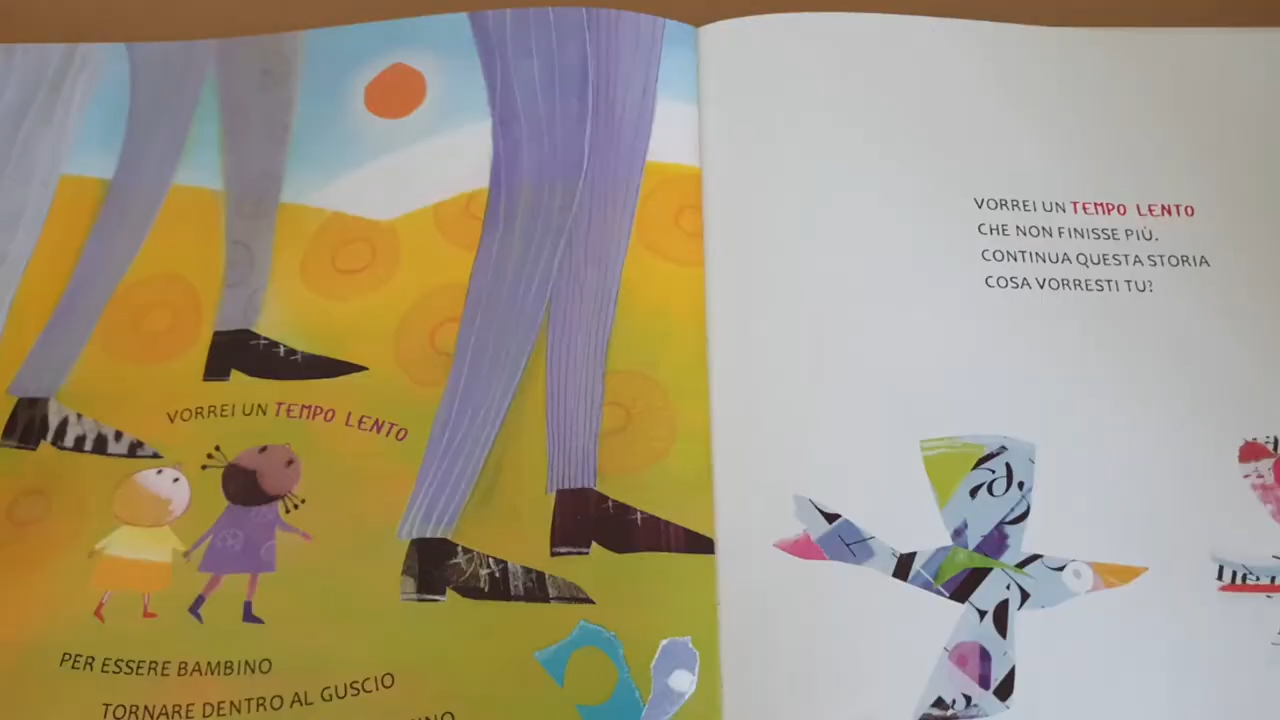 VORREI UN TEMPO LENTO
PER ESSERE BAMBINO
TORNARE DENTRO AL GUSCIO
VORREI UN TEMPO LENTO
CHE NON FINISSE PIÙ.
CONTINUA QUESTA STORIA
COSA VORRESTI TU?